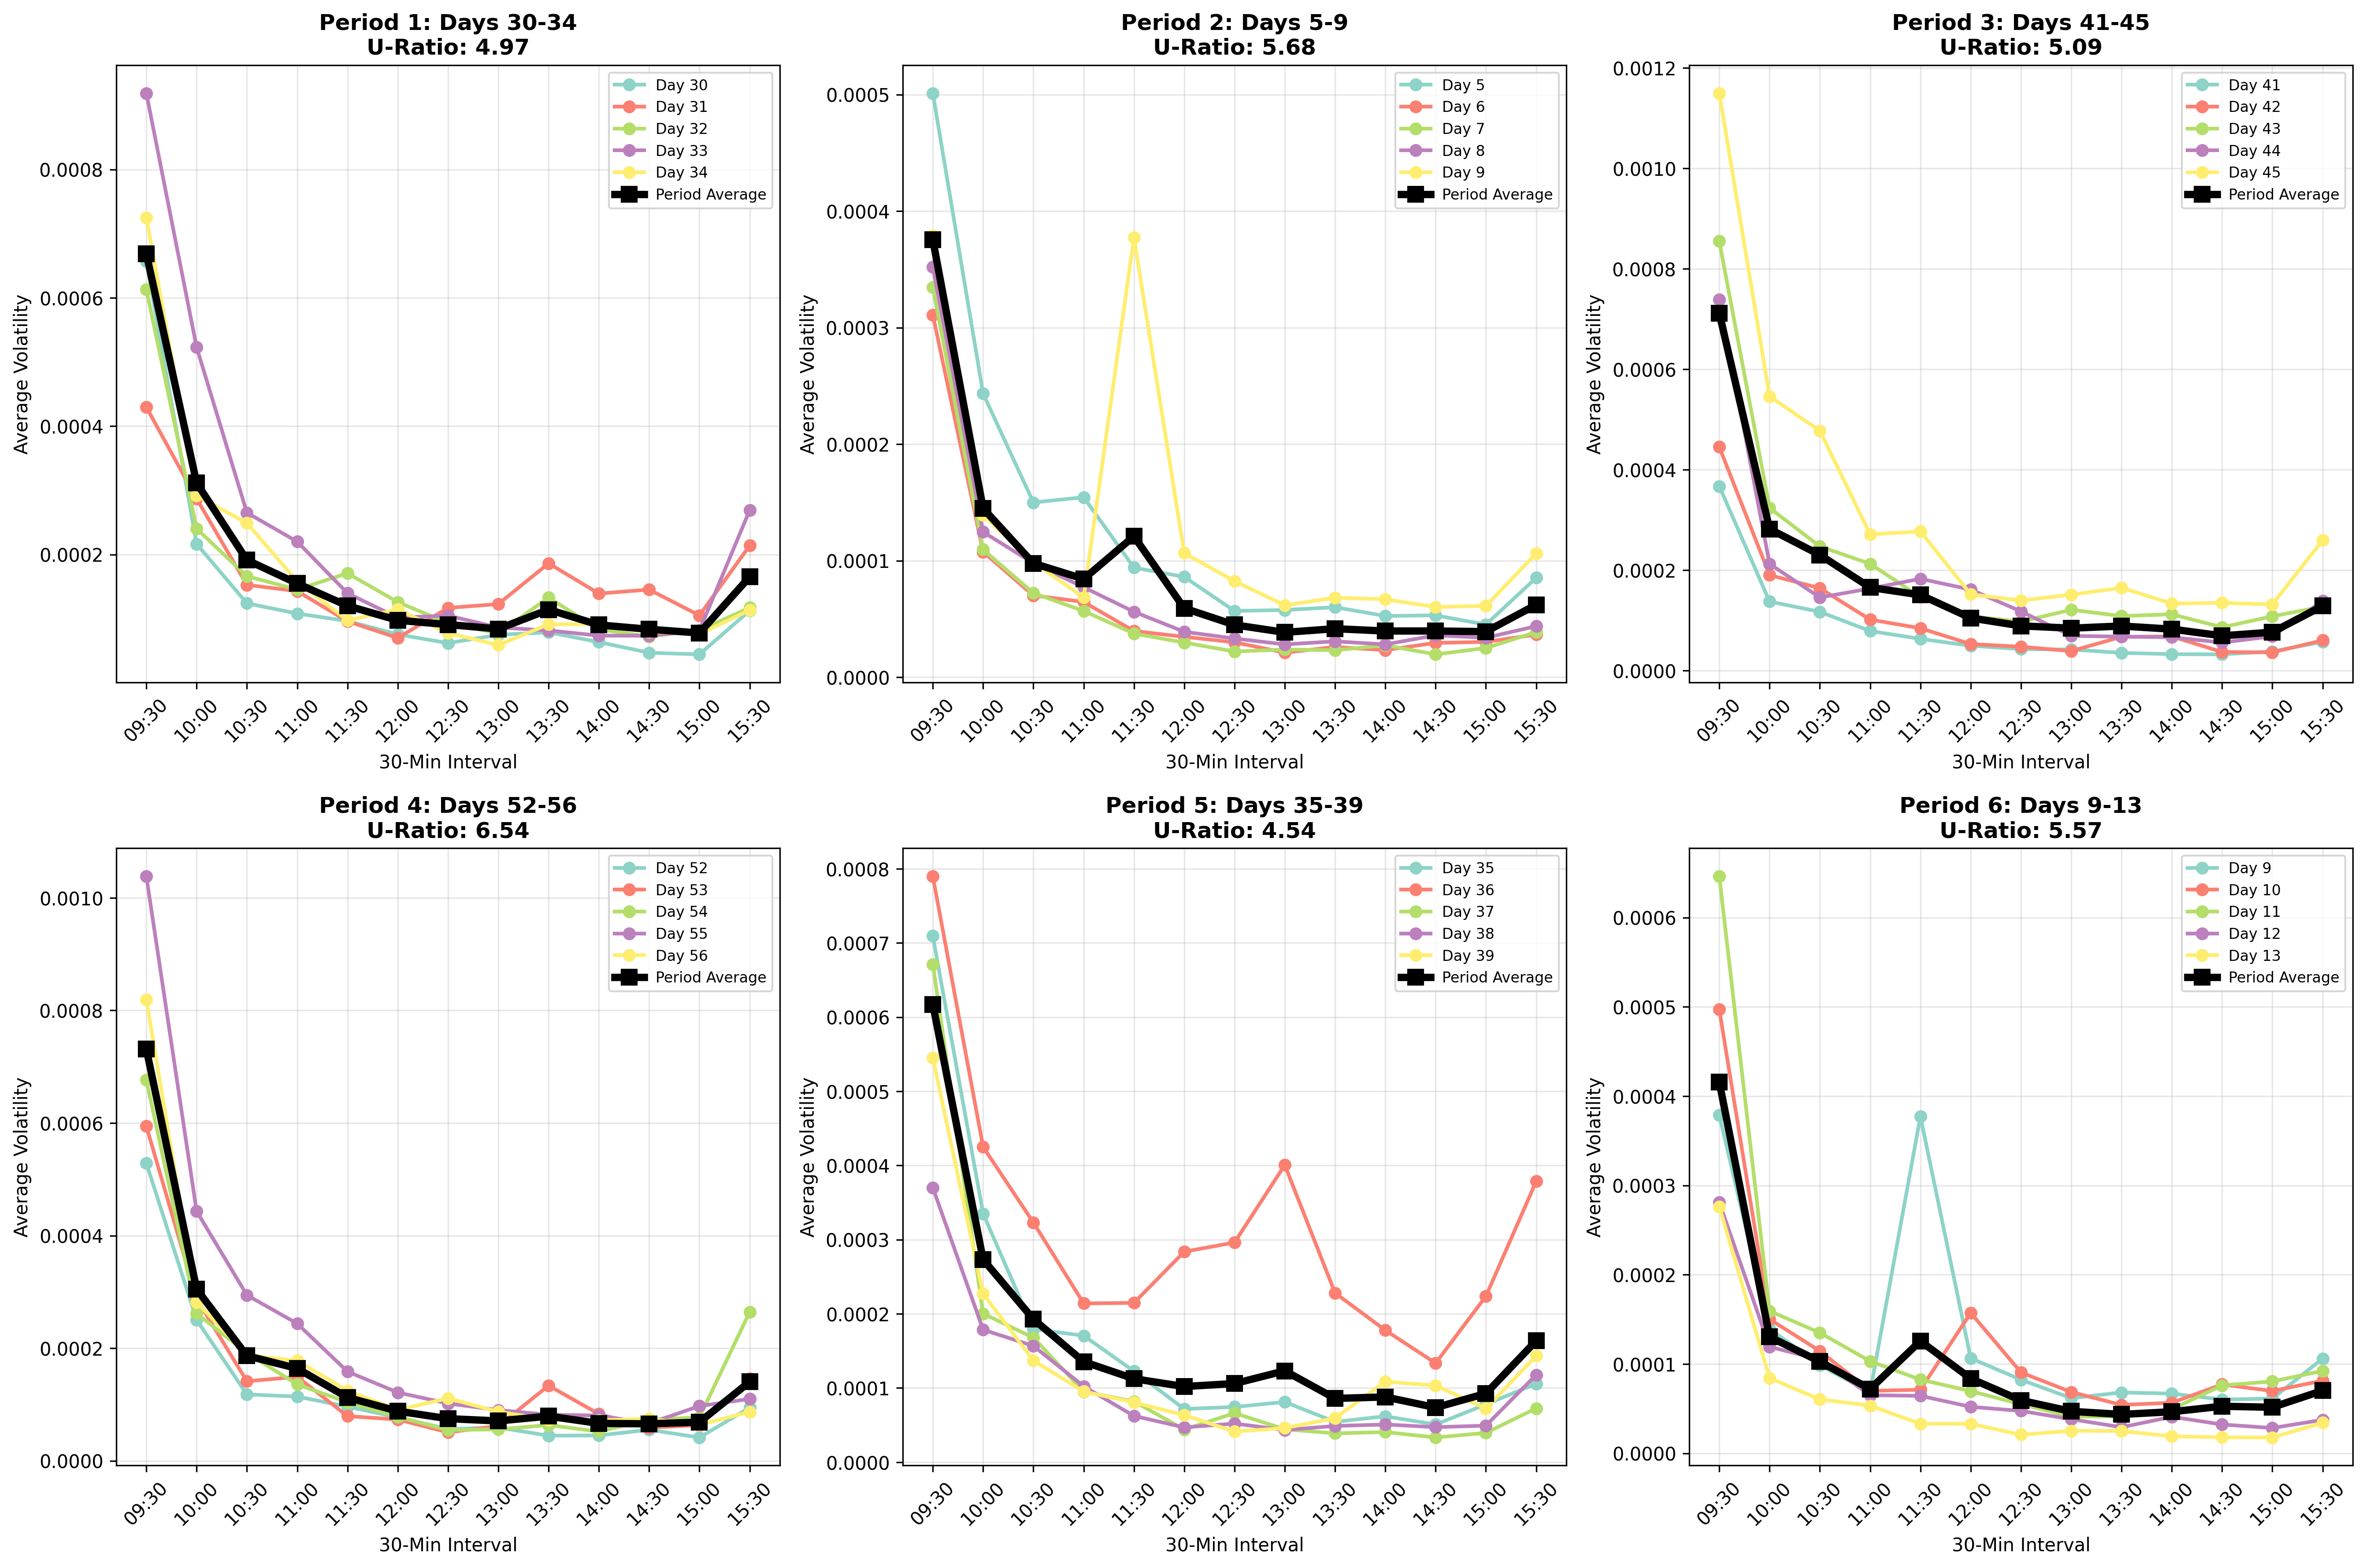 Period 1: Days 30-34
U-Ratio: 4.97
Average Volatility
0.0008
0.0006
0.0004
0.0002
Day 30
Day 31
Day 32
Day 33
Day 34
Period Average
09:30
10:00
10:30
11:00
11:30
12:00
12:30
13:00
13:30
14:00
14:30
15:00
15:30
30-Min Interval
Period 2: Days 5-9
U-Ratio: 5.68
Average Volatility
0.0005
0.0004
0.0003
0.0002
0.0001
0.0000
Day 5
Day 6
Day 7
Day 8
Day 9
Period Average
09:30
10:00
10:30
11:00
11:30
12:00
12:30
13:00
13:30
14:00
14:30
15:00
15:30
30-Min Interval
Period 3: Days 41-45
U-Ratio: 5.09
Average Volatility
0.0012
0.0010
0.0008
0.0006
0.0004
0.0002
0.0000
Day 41
Day 42
Day 43
Day 44
Day 45
Period Average
09:30
10:00
10:30
11:00
11:30
12:00
12:30
13:00
13:30
14:00
14:30
15:00
15:30
30-Min Interval
Period 4: Days 52-56
U-Ratio: 6.54
Average Volatility
0.0010
0.0008
0.0006
0.0004
0.0002
0.0000
Day 52
Day 53
Day 54
Day 55
Day 56
Period Average
09:30
10:00
10:30
11:00
11:30
12:00
12:30
13:00
13:30
14:00
14:30
15:00
15:30
30-Min Interval
Period 5: Days 35-39
U-Ratio: 4.54
Average Volatility
0.0008
0.0007
0.0006
0.0005
0.0004
0.0003
0.0002
0.0001
0.0000
Day 35
Day 36
Day 37
Day 38
Day 39
Period Average
09:30
10:00
10:30
11:00
11:30
12:00
12:30
13:00
13:30
14:00
14:30
15:00
15:30
30-Min Interval
Period 6: Days 9-13
U-Ratio: 5.57
Average Volatility
0.0006
0.0005
0.0004
0.0003
0.0002
0.0001
0.0000
Day 9
Day 10
Day 11
Day 12
Day 13
Period Average
09:30
10:00
10:30
11:00
11:30
12:00
12:30
13:00
13:30
14:00
14:30
15:00
15:30
30-Min Interval